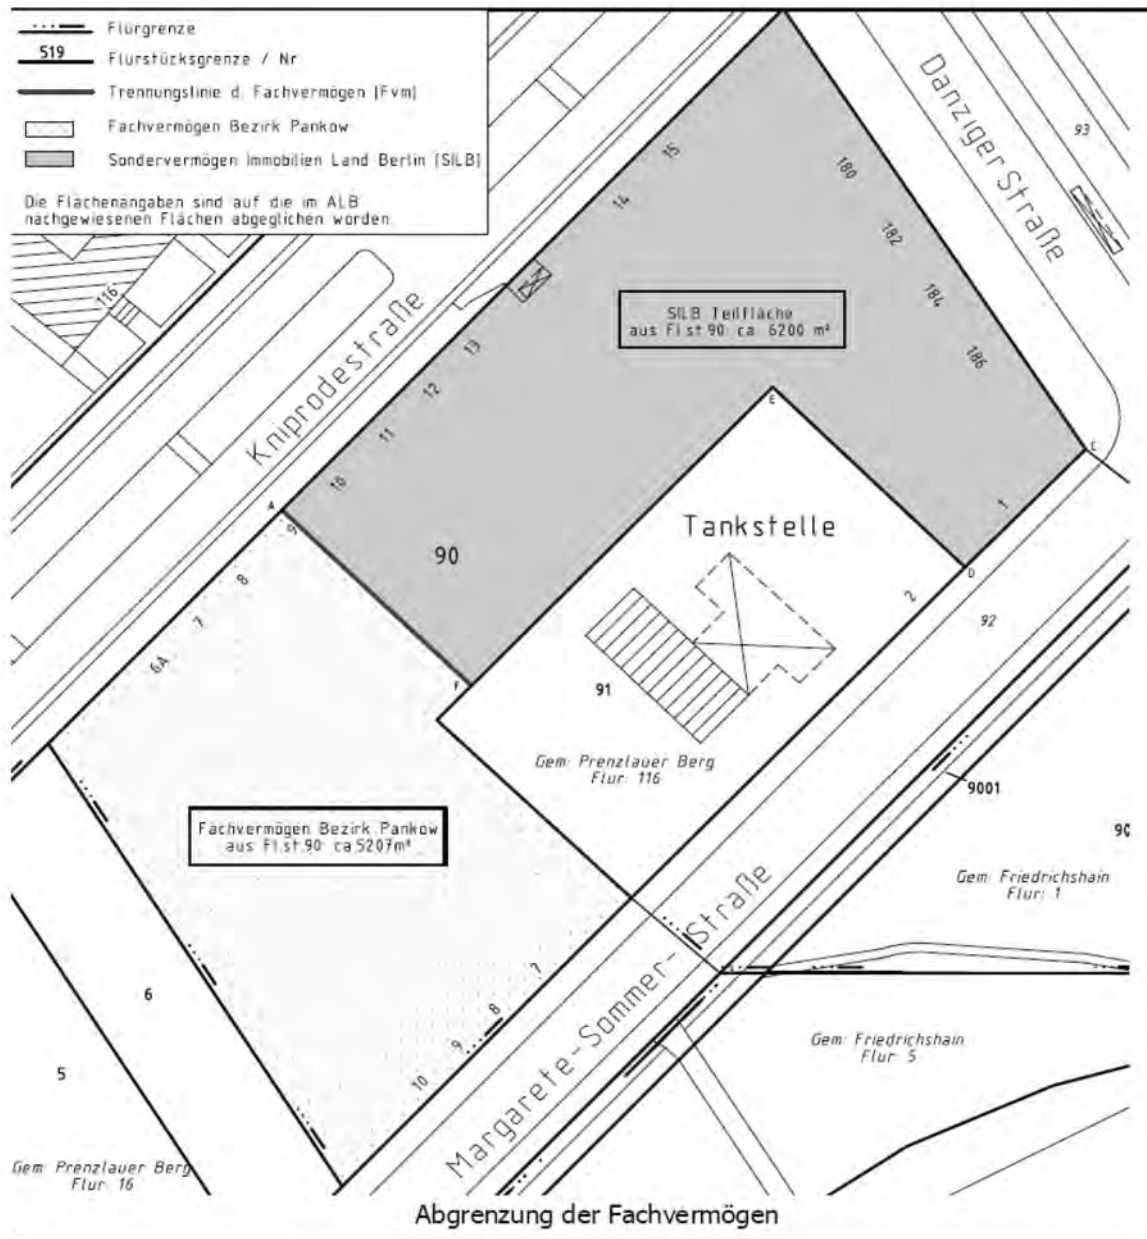 Flurgrenze
519
Flurstücksgrenze / Nr
Trennungslinie d. Fachvermögen (Fvm)
Fachvermögen Bezirk Pankow
Sondervermögen Immobilien Land Berlin (SILB)
Die Flächenangaben sind auf die im ALB
nachgewiesenen Flächen abgeglichen worden.
Danziger Straße
93
15
14
180
182
184
186
116
Kniprodestraße
SILB Teilfläche
aus Fl.st.90 ca. 6200 m²
13
12
11
10
E
C
1
A
9
90
Tankstelle
8
7
6A
D
2
92
F
91
Gem: Prenzlauer Berg
Flur: 116
9001
Fachvermögen Bezirk Pankow
aus Fl.st.90 ca.5207m²
90
Gem: Friedrichshain
Flur: 1
Margarete-Sommer-Straße
7
8
9
10
6
5
Gem: Friedrichshain
Flur: 5
Gem: Prenzlauer Berg
Flur: 16
Abgrenzung der Fachvermögen